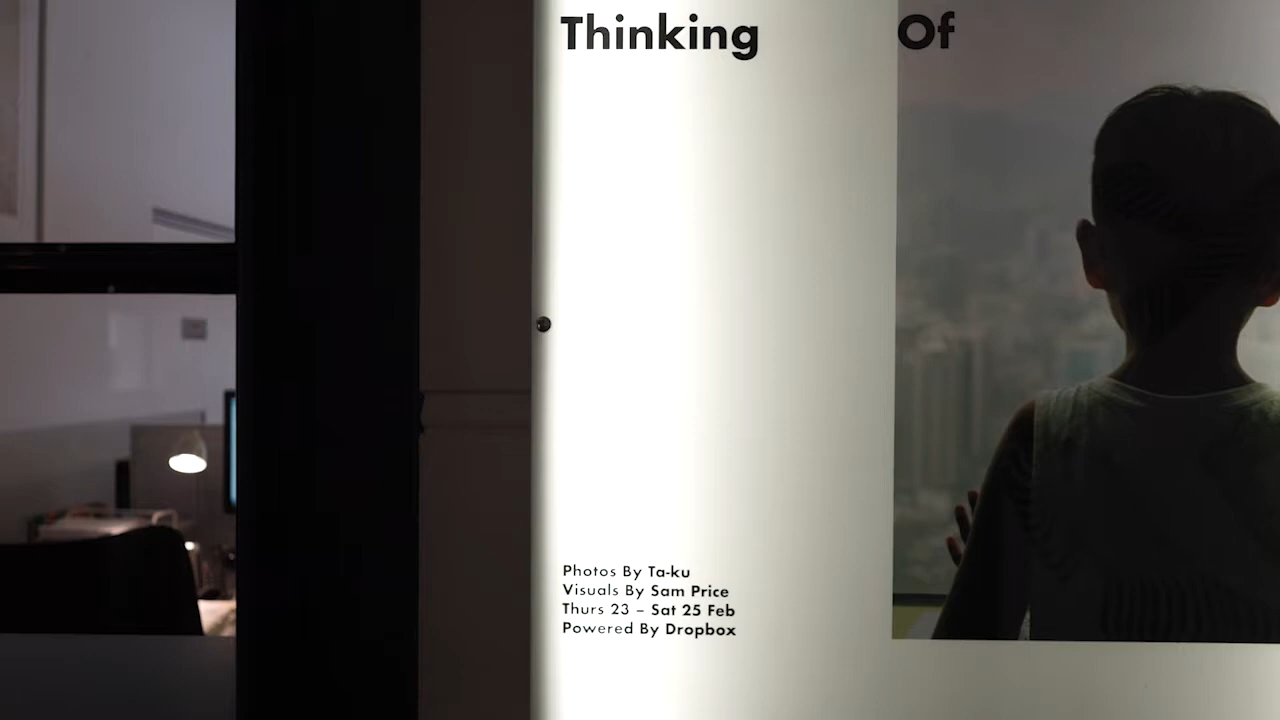 Thinking Of
Photos By Ta-ku
Visuals By Sam Price
Thurs 23 – Sat 25 Feb
Powered By Dropbox